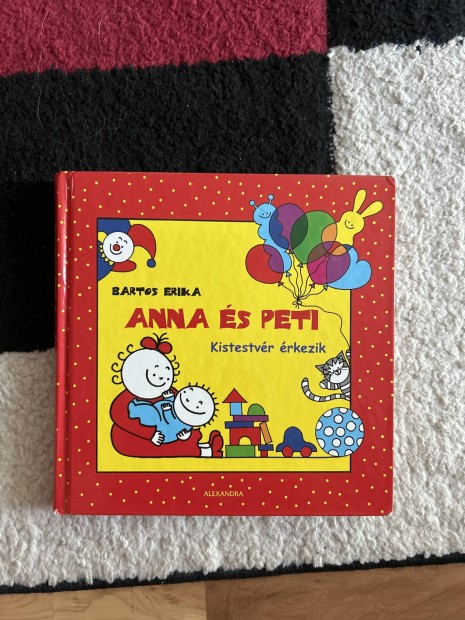 BARTOS ERIKA
ANNA ÉS PETI
Kistestvér érkezik
ALEXANDRA